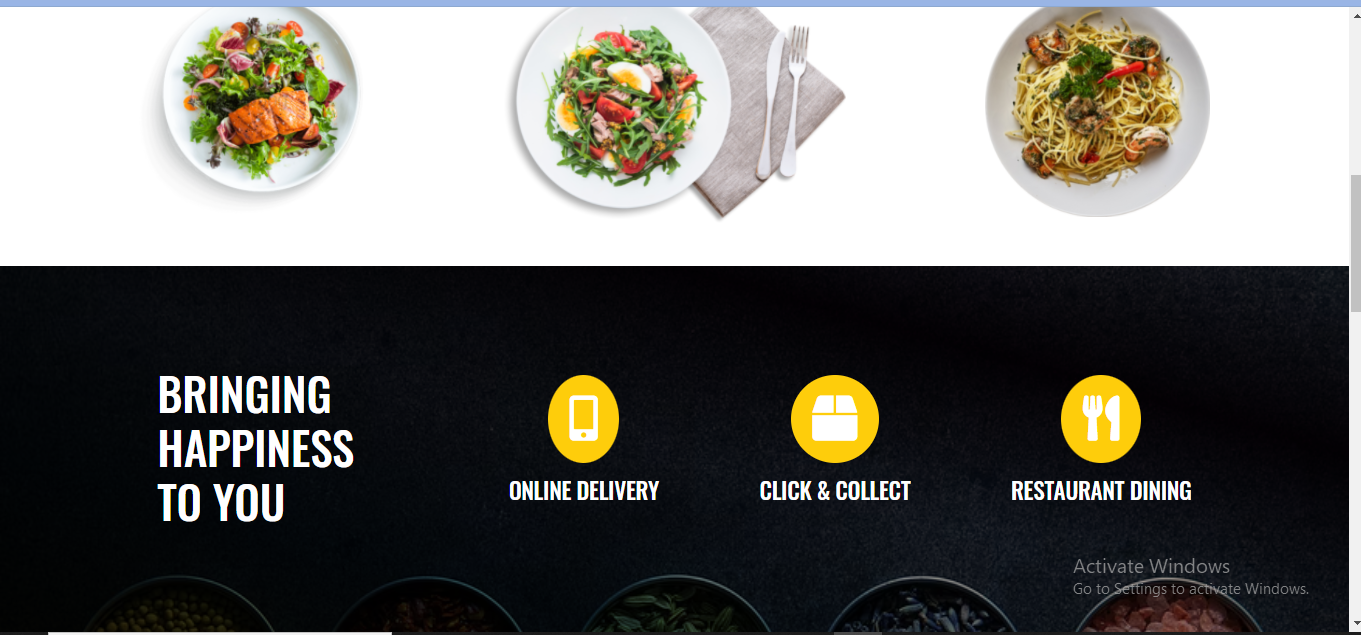 BRINGING
HAPPINESS
TO YOU
ONLINE DELIVERY
CLICK & COLLECT
RESTAURANT DINING
Activate Windows
Go to Settings to activate Windows.